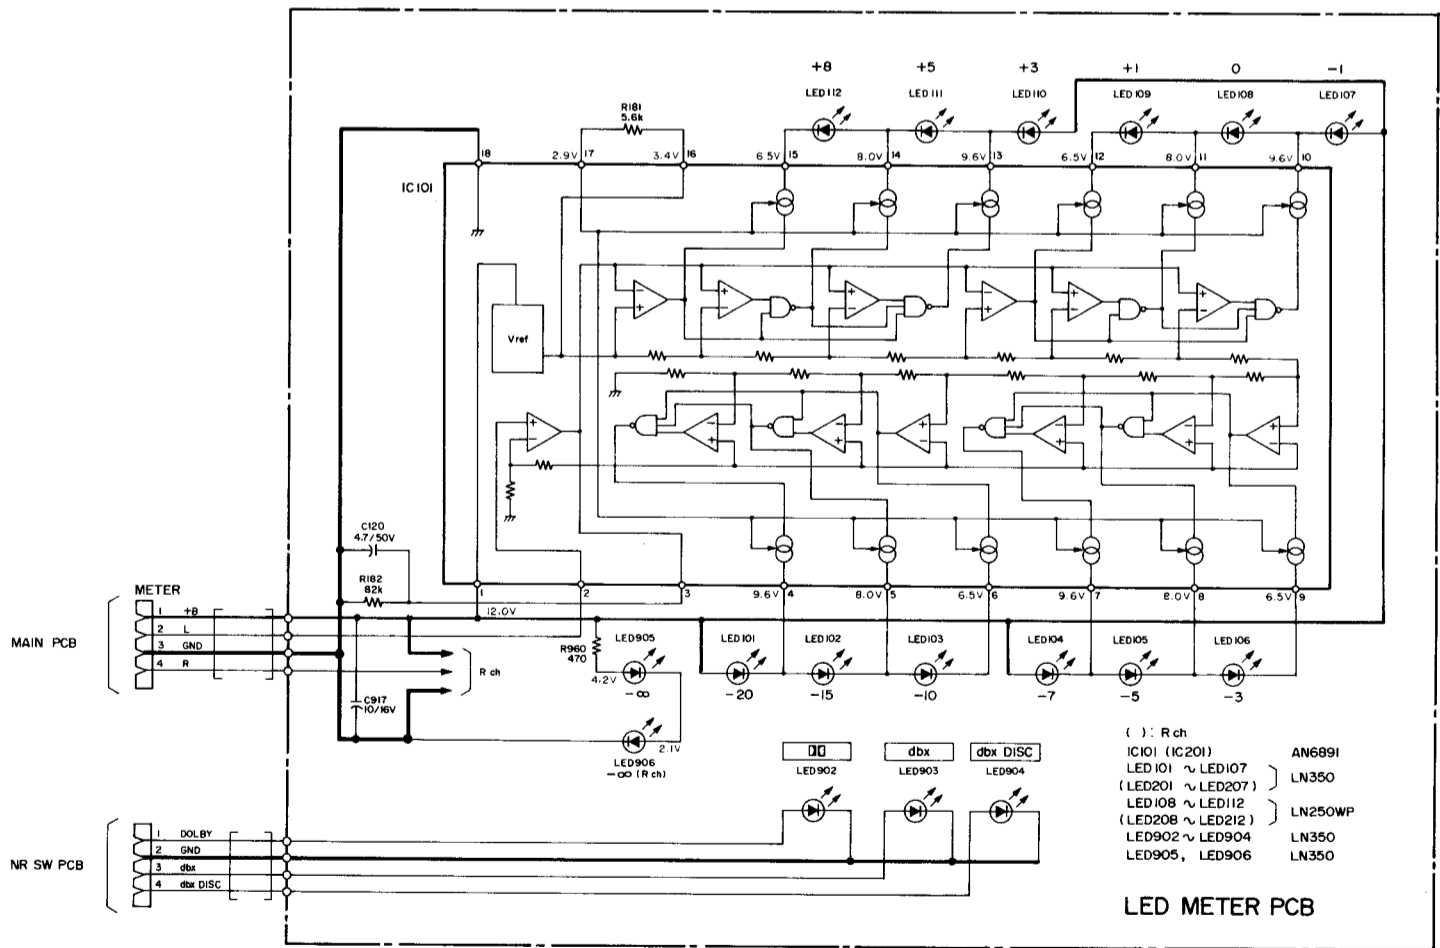 +8 +5 +3 +1 0 -1
LED112 LED111 LED110 LED109 LED108 LED107
R181
5.6k
18 2.9V 17 3.4V 16 6.5V 15 8.0V 14 9.6V 13 6.5V 12 8.0V 11 9.6V 10
IC101
Vref
C120
4.7/50V
R182
82k
1 2 3 9.6V 4 8.0V 5 6.5V 6 9.6V 7 8.0V 8 6.5V 9
12.0V
METER
MAIN PCB
1 +B
2 L
3 GND
4 R
R ch
C917
10/16V
R960
470
4.2V
LED905
-∞
2.1V
LED906
-∞ (R ch)
LED101 LED102 LED103 LED104 LED105 LED106
-20 -15 -10 -7 -5 -3
dbx dbx DISC
LED902 LED903 LED904
( ): R ch
IC101 (IC201) AN6891
LED101 ~ LED107
(LED201 ~ LED207) LN350
LED108 ~ LED112
(LED208 ~ LED212) LN250WP
LED902 ~ LED904 LN350
LED905, LED906 LN350
NR SW PCB
1 DOLBY
2 GND
3 dbx
4 dbx DISC
LED METER PCB